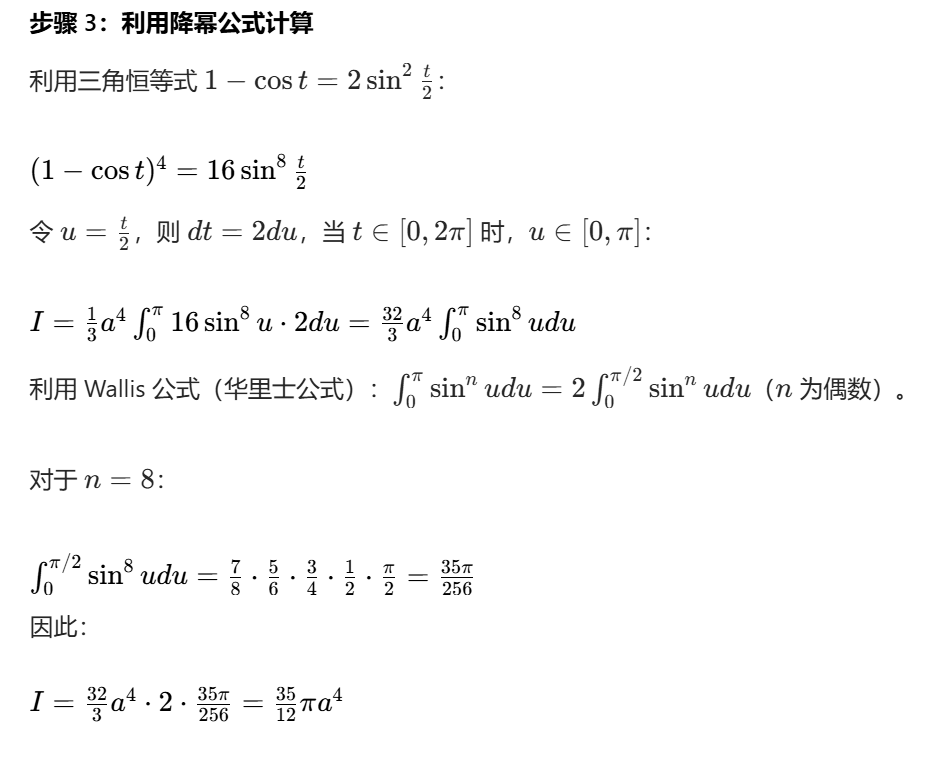 步骤 3：利用降幂公式计算
利用三角恒等式 $1 - \cos t = 2 \sin^2 \frac{t}{2}$：
$(1 - \cos t)^4 = 16 \sin^8 \frac{t}{2}$
令 $u = \frac{t}{2}$，则 $dt = 2du$，当 $t \in [0, 2\pi]$ 时，$u \in [0, \pi]$：
$I = \frac{1}{3} a^4 \int_0^{\pi} 16 \sin^8 u \cdot 2du = \frac{32}{3} a^4 \int_0^{\pi} \sin^8 u du$
利用 Wallis 公式（华里士公式）：$\int_0^{\pi} \sin^n u du = 2 \int_0^{\pi/2} \sin^n u du$（$n$ 为偶数）。
对于 $n = 8$：
$\int_0^{\pi/2} \sin^8 u du = \frac{7}{8} \cdot \frac{5}{6} \cdot \frac{3}{4} \cdot \frac{1}{2} \cdot \frac{\pi}{2} = \frac{35\pi}{256}$
因此：
$I = \frac{32}{3} a^4 \cdot 2 \cdot \frac{35\pi}{256} = \frac{35}{12} \pi a^4$